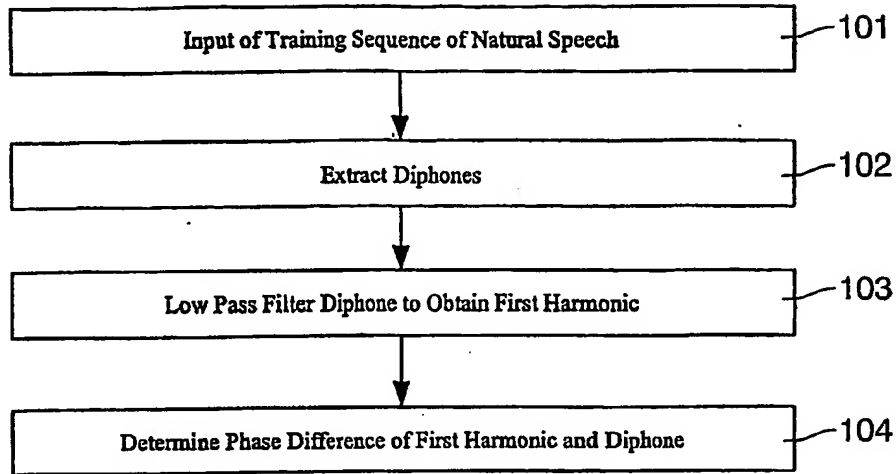 Input of Training Sequence of Natural Speech 101
Extract Diphones 102
Low Pass Filter Diphone to Obtain First Harmonic 103
Determine Phase Difference of First Harmonic and Diphone 104